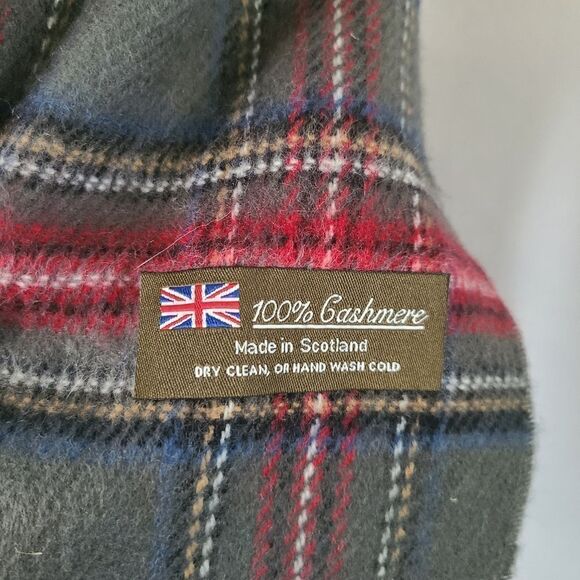 100% Cashmere
Made in Scotland
DRY CLEAN, OR HAND WASH COLD